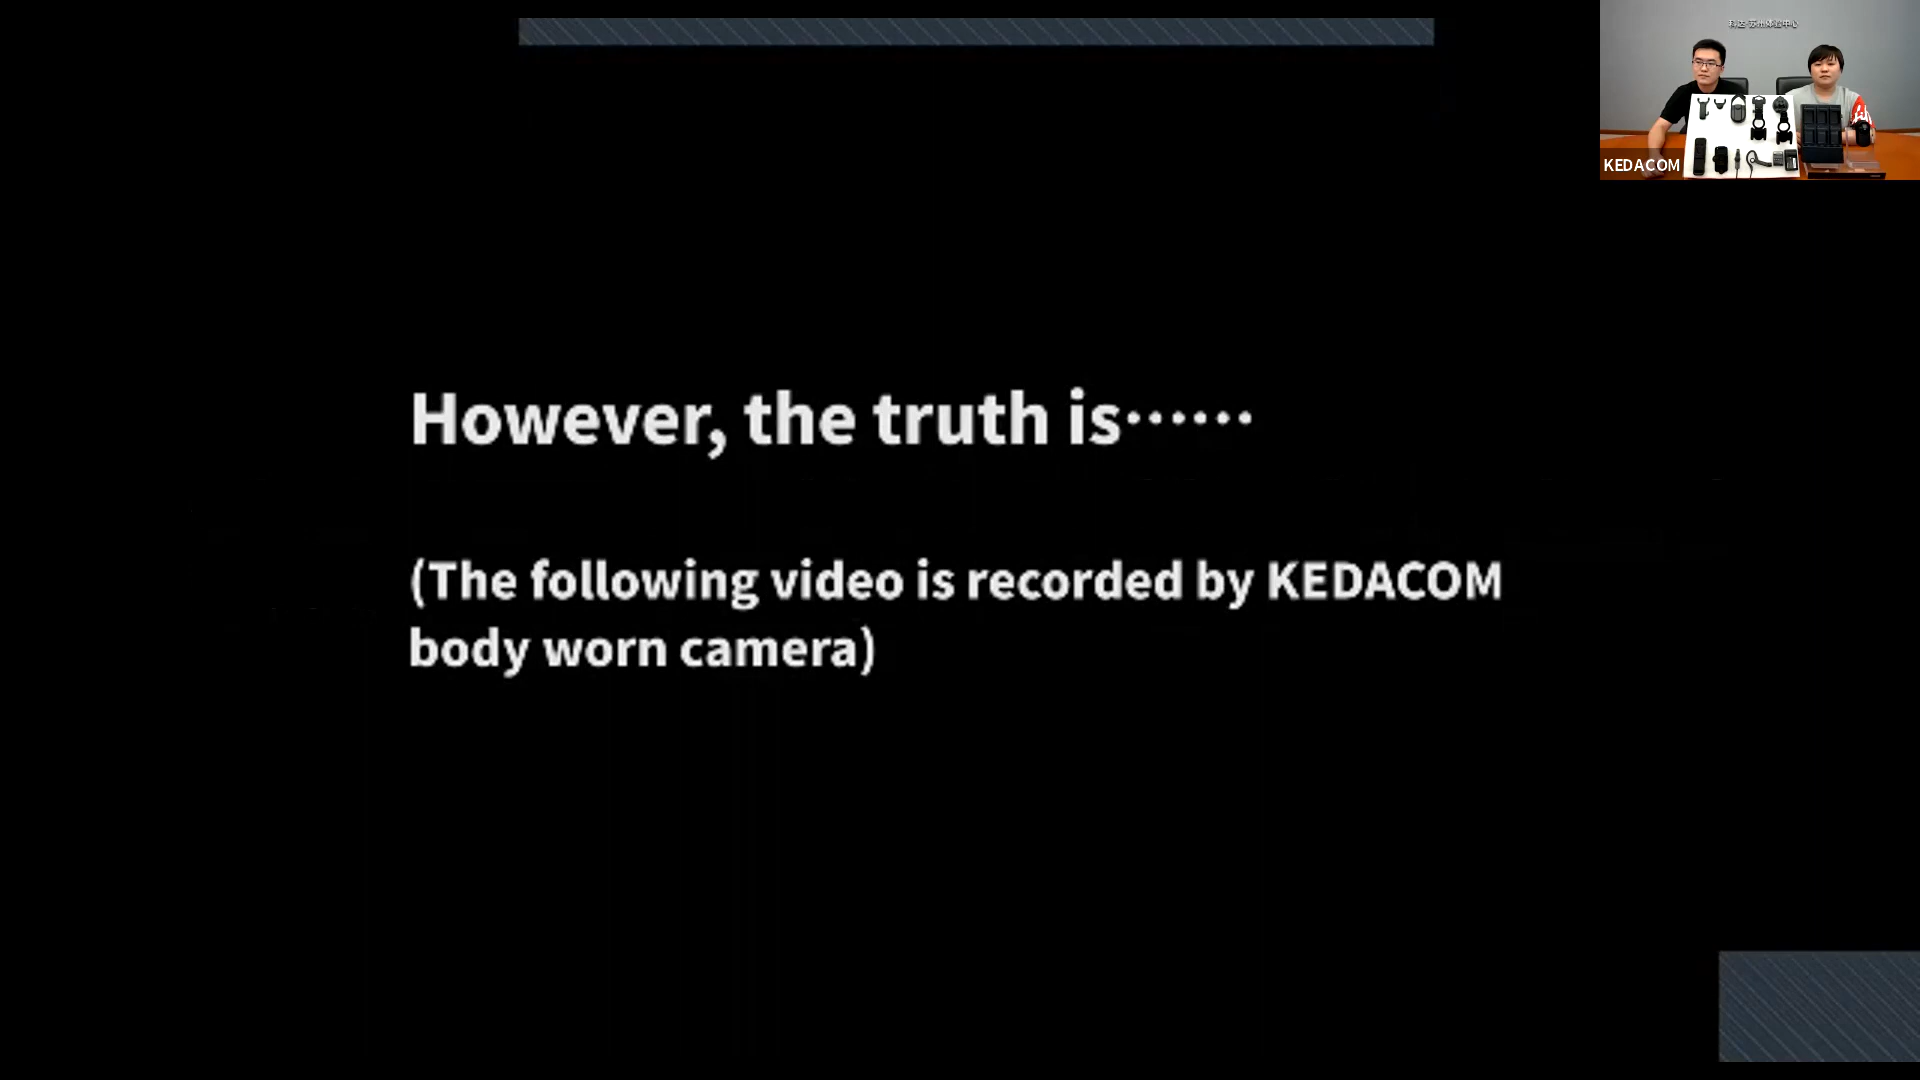 However, the truth is……
(The following video is recorded by KEDACOM
body worn camera)
KEDACOM